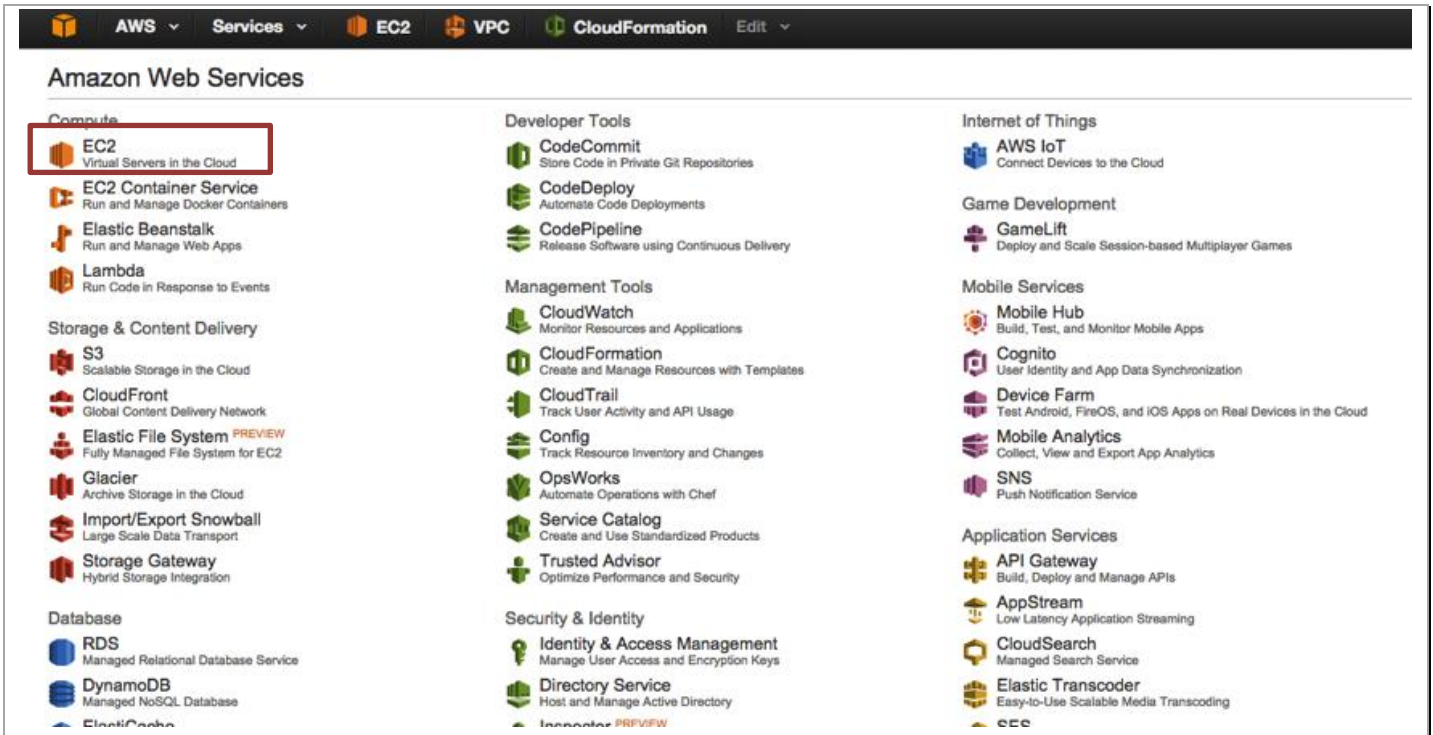 AWS Services EC2 VPC CloudFormation Edit
Amazon Web Services
Compute
EC2
Virtual Servers in the Cloud
EC2 Container Service
Run and Manage Docker Containers
Elastic Beanstalk
Run and Manage Web Apps
Lambda
Run Code in Response to Events
Storage & Content Delivery
S3
Scalable Storage in the Cloud
CloudFront
Global Content Delivery Network
Elastic File System PREVIEW
Fully Managed File System for EC2
Glacier
Archive Storage in the Cloud
Import/Export Snowball
Large Scale Data Transport
Storage Gateway
Hybrid Storage Integration
Database
RDS
Managed Relational Database Service
DynamoDB
Managed NoSQL Database
ElastiCache
Developer Tools
CodeCommit
Store Code in Private Git Repositories
CodeDeploy
Automate Code Deployments
CodePipeline
Release Software using Continuous Delivery
Management Tools
CloudWatch
Monitor Resources and Applications
CloudFormation
Create and Manage Resources with Templates
CloudTrail
Track User Activity and API Usage
Config
Track Resource Inventory and Changes
OpsWorks
Automate Operations with Chef
Service Catalog
Create and Use Standardized Products
Trusted Advisor
Optimize Performance and Security
Security & Identity
Identity & Access Management
Manage User Access and Encryption Keys
Directory Service
Host and Manage Active Directory
Inspector PREVIEW
Internet of Things
AWS IoT
Connect Devices to the Cloud
Game Development
GameLift
Deploy and Scale Session-based Multiplayer Games
Mobile Services
Mobile Hub
Build, Test, and Monitor Mobile Apps
Cognito
User Identity and App Data Synchronization
Device Farm
Test Android, FireOS, and iOS Apps on Real Devices in the Cloud
Mobile Analytics
Collect, View and Export App Analytics
SNS
Push Notification Service
Application Services
API Gateway
Build, Deploy and Manage APIs
AppStream
Low Latency Application Streaming
CloudSearch
Managed Search Service
Elastic Transcoder
Easy-to-Use Scalable Media Transcoding
SES